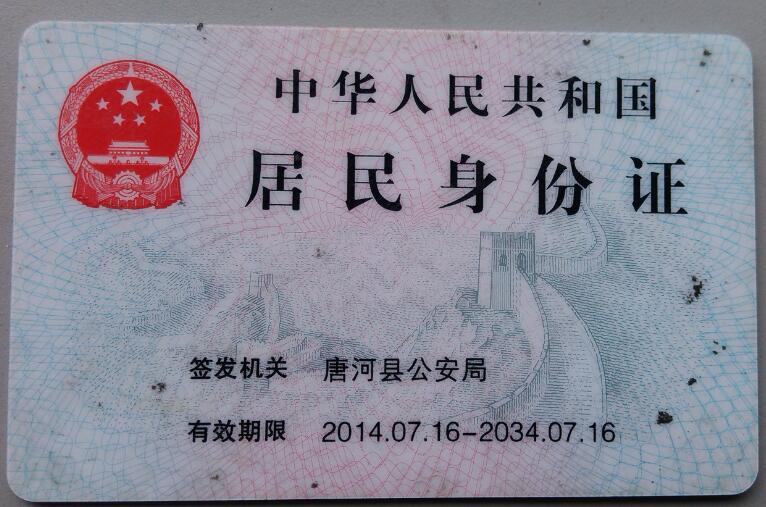 中华人民共和国
居民身份证
签发机关 唐河县公安局
有效期限 2014.07.16-2034.07.16